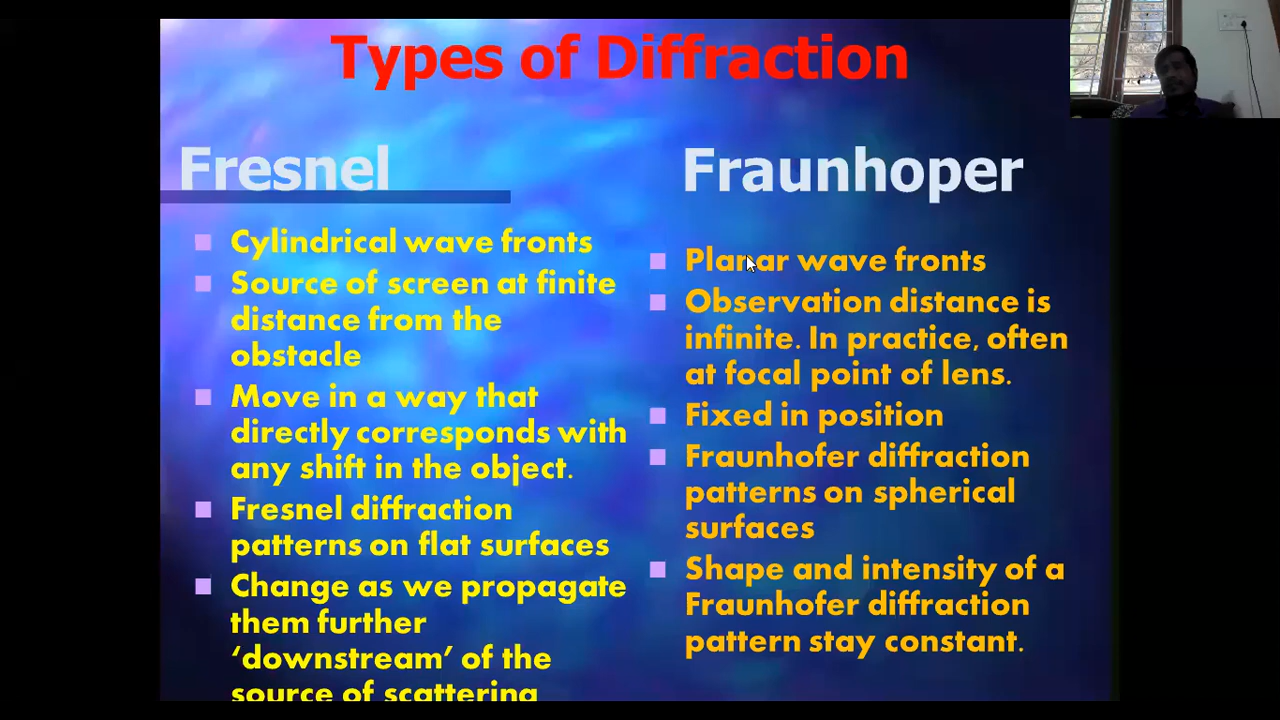 Types of Diffraction
Fresnel
Cylindrical wave fronts
Source of screen at finite
distance from the
obstacle
Move in a way that
directly corresponds with
any shift in the object.
Fresnel diffraction
patterns on flat surfaces
Change as we propagate
them further
‘downstream’ of the
source of scattering
Fraunhoper
Planar wave fronts
Observation distance is
infinite. In practice, often
at focal point of lens.
Fixed in position
Fraunhofer diffraction
patterns on spherical
surfaces
Shape and intensity of a
Fraunhofer diffraction
pattern stay constant.